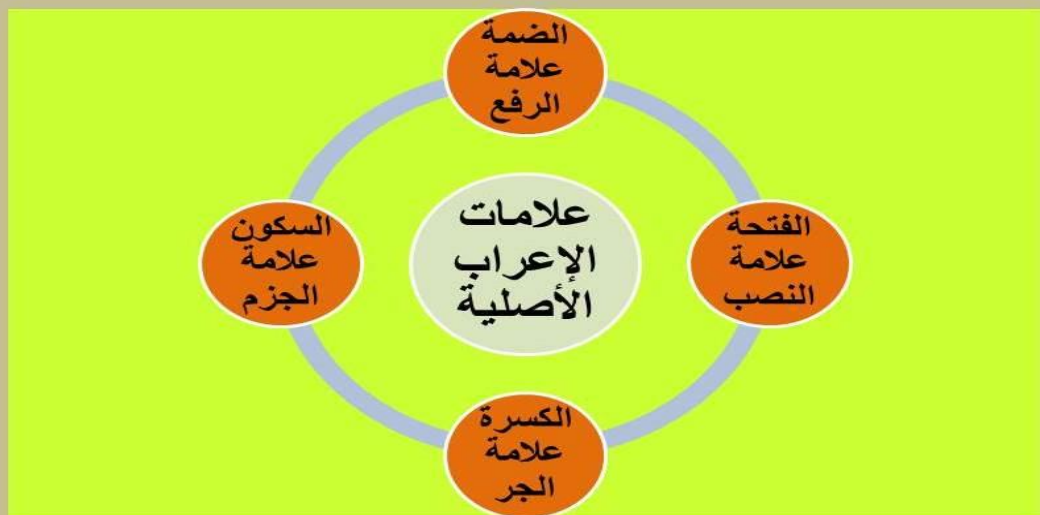 الضمة
علامة
الرفع
علامات
الإعراب
الأصلية
الفتحة
علامة
النصب
الكسرة
علامة
الجر
السكون
علامة
الجزم